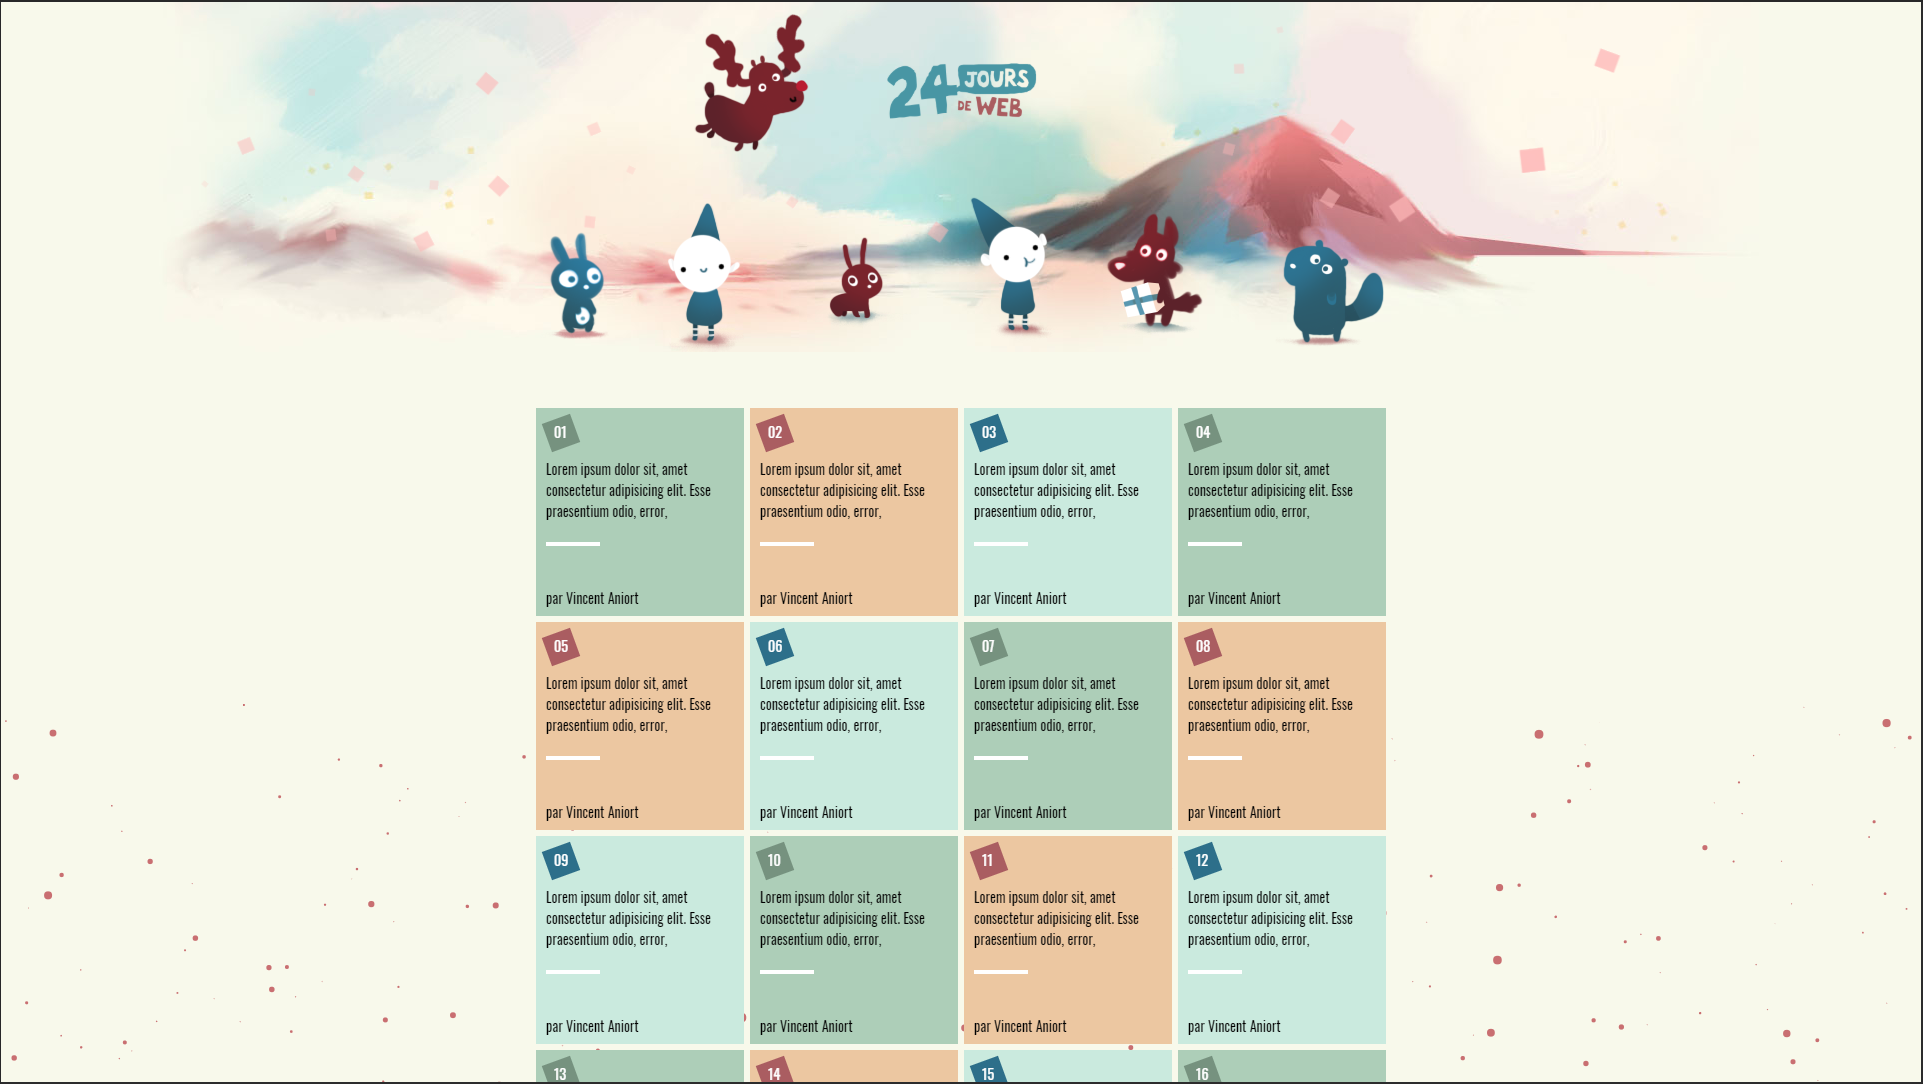 24 JOURS
DE WEB
01
Lorem ipsum dolor sit, amet
consectetur adipisicing elit. Esse
praesentium odio, error,
par Vincent Aniort
02
Lorem ipsum dolor sit, amet
consectetur adipisicing elit. Esse
praesentium odio, error,
par Vincent Aniort
03
Lorem ipsum dolor sit, amet
consectetur adipisicing elit. Esse
praesentium odio, error,
par Vincent Aniort
04
Lorem ipsum dolor sit, amet
consectetur adipisicing elit. Esse
praesentium odio, error,
par Vincent Aniort
05
Lorem ipsum dolor sit, amet
consectetur adipisicing elit. Esse
praesentium odio, error,
par Vincent Aniort
06
Lorem ipsum dolor sit, amet
consectetur adipisicing elit. Esse
praesentium odio, error,
par Vincent Aniort
07
Lorem ipsum dolor sit, amet
consectetur adipisicing elit. Esse
praesentium odio, error,
par Vincent Aniort
08
Lorem ipsum dolor sit, amet
consectetur adipisicing elit. Esse
praesentium odio, error,
par Vincent Aniort
09
Lorem ipsum dolor sit, amet
consectetur adipisicing elit. Esse
praesentium odio, error,
par Vincent Aniort
10
Lorem ipsum dolor sit, amet
consectetur adipisicing elit. Esse
praesentium odio, error,
par Vincent Aniort
11
Lorem ipsum dolor sit, amet
consectetur adipisicing elit. Esse
praesentium odio, error,
par Vincent Aniort
12
Lorem ipsum dolor sit, amet
consectetur adipisicing elit. Esse
praesentium odio, error,
par Vincent Aniort
13
14
15
16